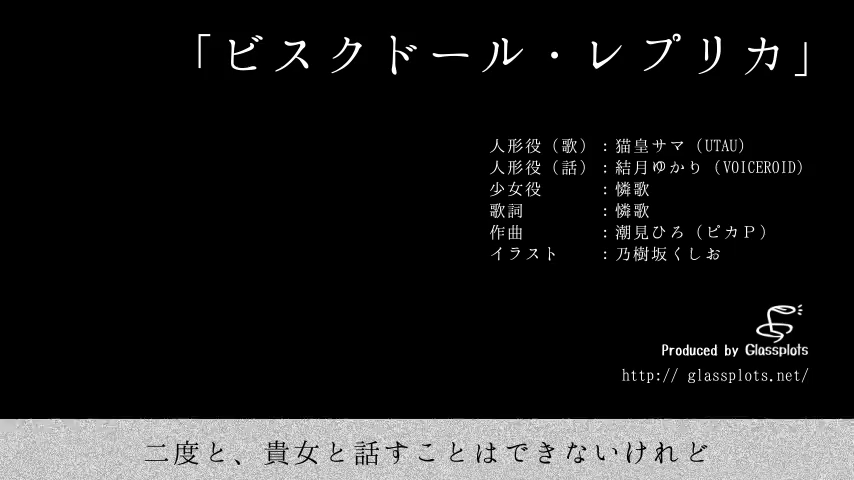 「ビスクドール・レプリカ」
人形役（歌）：猫皇サマ（UTAU）
人形役（話）：結月ゆかり（VOICEROID）
少女役　　　：憐歌
歌詞　　　　：憐歌
作曲　　　　：潮見ひろ（ピカＰ）
イラスト　　：乃樹坂くしお
Produced by Glassplots
http:// glassplots.net/
二度と、貴女と話すことはできないけれど